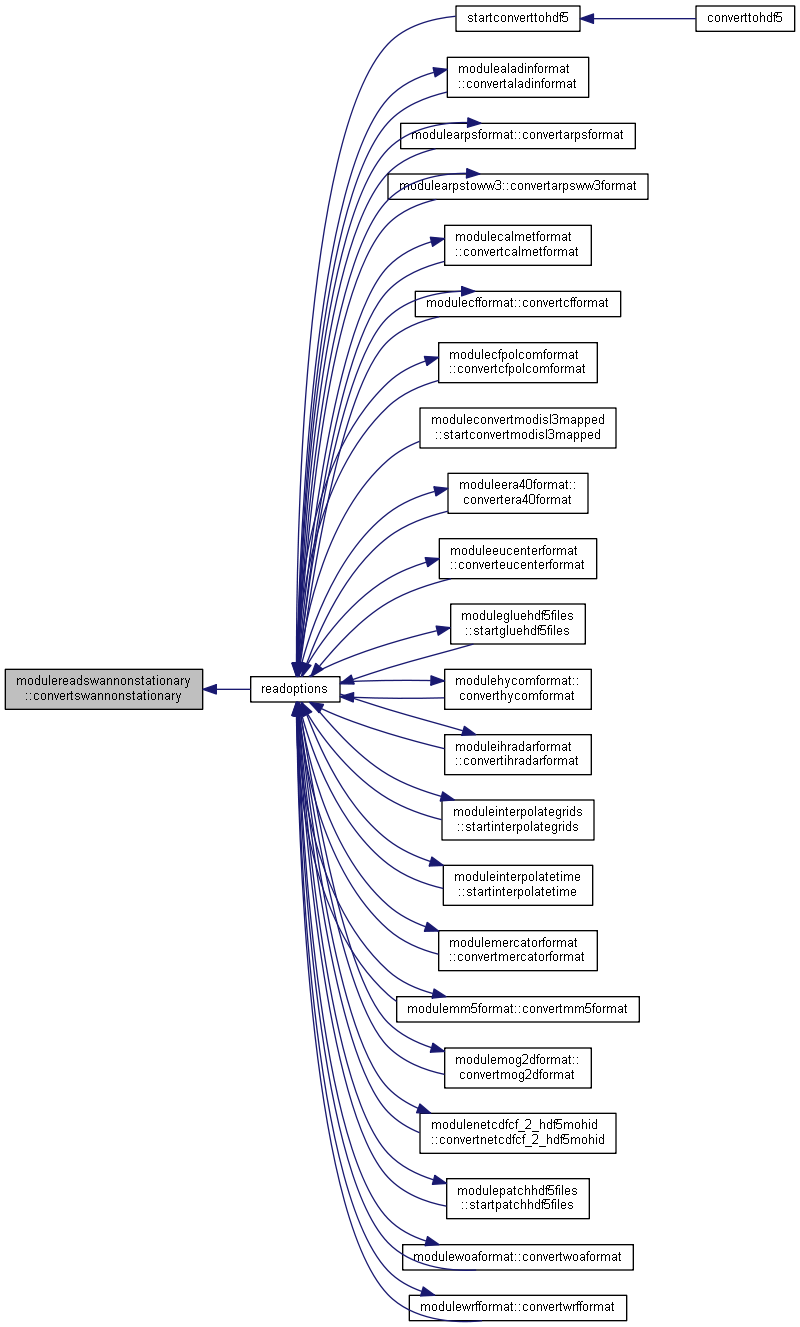 startconverttohdf5
converttohdf5
modulealadinformat
::convertaladinformat
modulearpsformat::convertarpsformat
modulearpstoww3::convertarpsww3format
modulecalmetformat
::convertcalmetformat
modulecfformat::convertcfformat
modulecfpolcomformat
::convertcfpolcomformat
moduleconvertmodisl3mapped
::startconvertmodisl3mapped
moduleera40format::
convertera40format
moduleeucenterformat
::converteucenterformat
modulegluehdf5files
::startgluehdf5files
modulereadswannonstationary
::convertswannonstationary
readoptions
modulehycomformat::
converthycomformat
moduleihradarformat
::convertihradarformat
moduleinterpolategrids
::startinterpolategrids
moduleinterpolatetime
::startinterpolatetime
modulemercatorformat
::convertmercatorformat
modulemm5format::convertmm5format
modulemog2dformat::
convertmog2dformat
modulenetcdfcf_2_hdf5mohid
::convertnetcdfcf_2_hdf5mohid
modulepatchhdf5files
::startpatchhdf5files
modulewoaformat::convertwoaformat
modulewrfformat::convertwrfformat